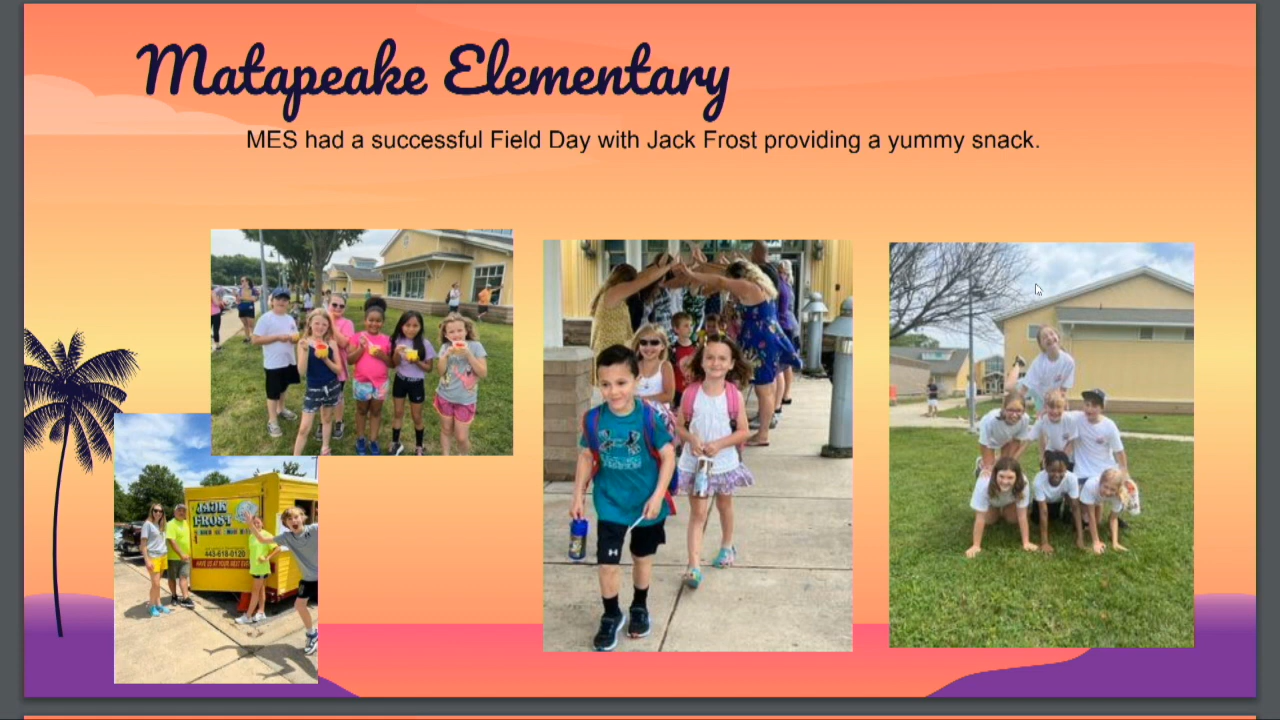 Matapeake Elementary
MES had a successful Field Day with Jack Frost providing a yummy snack.
JACK
FROST
443-618-0120